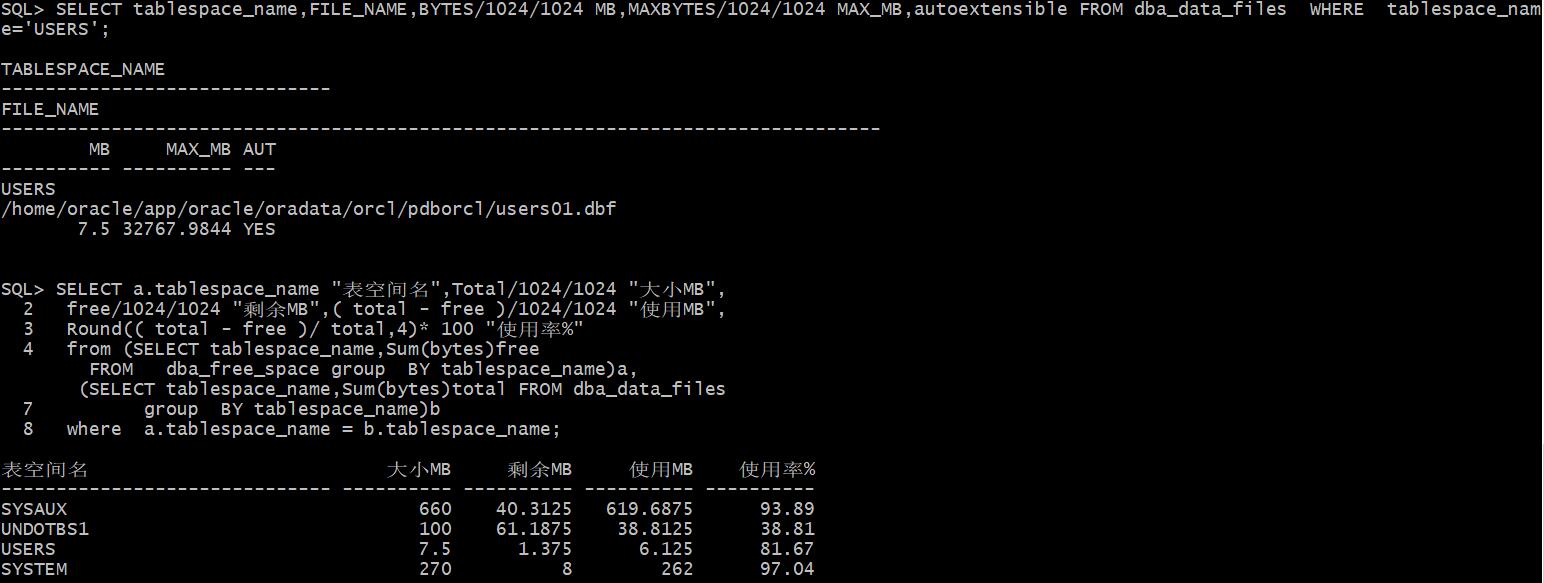 SQL> SELECT tablespace_name,FILE_NAME,BYTES/1024/1024 MB,MAXBYTES/1024/1024 MAX_MB,autoextensible FROM dba_data_files  WHERE  tablespace_nam
e='USERS';
TABLESPACE_NAME
------------------------------
FILE_NAME
--------------------------------------------------------------------------------
        MB     MAX_MB AUT
---------- ---------- ---
USERS
/home/oracle/app/oracle/oradata/orcl/pdborcl/users01.dbf
       7.5 32767.9844 YES
SQL> SELECT a.tablespace_name "表空间名",Total/1024/1024 "大小MB",
  2   free/1024/1024 "剩余MB",( total - free )/1024/1024 "使用MB",
  3   Round(( total - free )/ total,4)* 100 "使用率%"
  4   from (SELECT tablespace_name,Sum(bytes)free
        FROM   dba_free_space group  BY tablespace_name)a,
       (SELECT tablespace_name,Sum(bytes)total FROM dba_data_files
  7          group  BY tablespace_name)b
  8   where  a.tablespace_name = b.tablespace_name;
表空间名                           大小MB     剩余MB     使用MB    使用率%
------------------------------ ---------- ---------- ---------- ----------
SYSAUX                                660    40.3125   619.6875      93.89
UNDOTBS1                              100    61.1875    38.8125      38.81
USERS                                 7.5      1.375      6.125      81.67
SYSTEM                                270          8        262      97.04